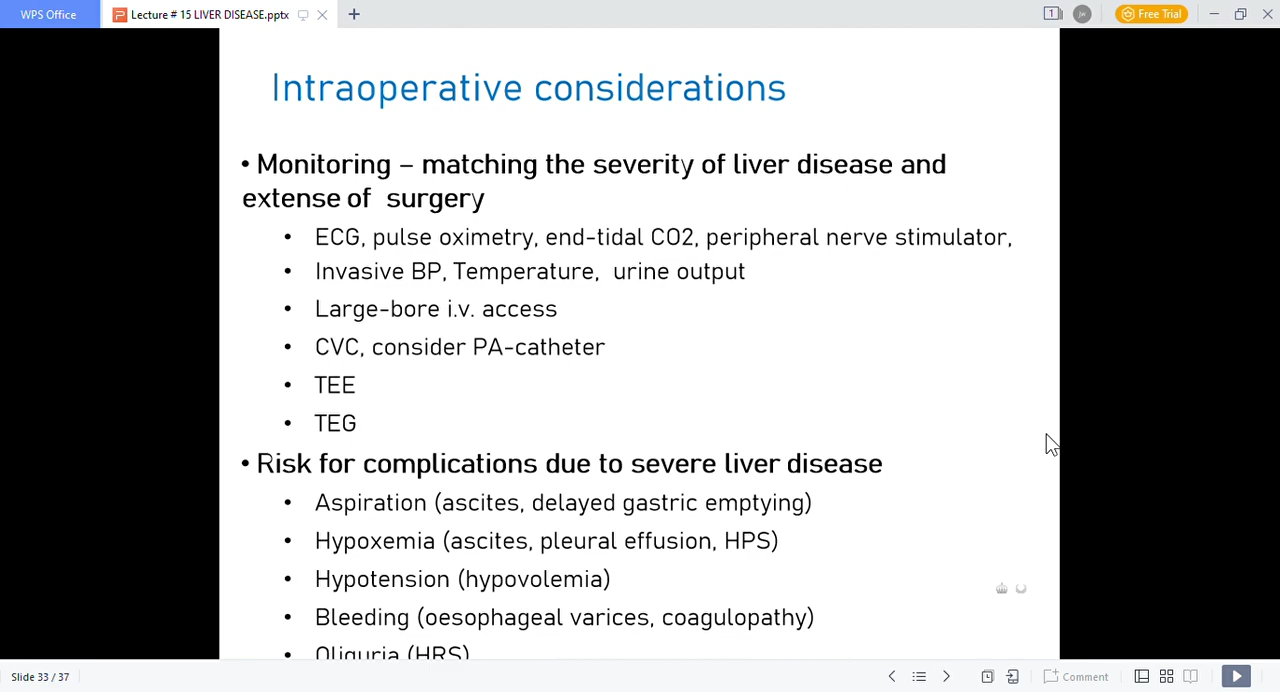 WPS Office
Lecture # 15 LIVER DISEASE.pptx
1
jw
Free Trial
Intraoperative considerations
• Monitoring – matching the severity of liver disease and
extense of surgery
• ECG, pulse oximetry, end-tidal CO2, peripheral nerve stimulator,
• Invasive BP, Temperature, urine output
• Large-bore i.v. access
• CVC, consider PA-catheter
• TEE
• TEG
• Risk for complications due to severe liver disease
• Aspiration (ascites, delayed gastric emptying)
• Hypoxemia (ascites, pleural effusion, HPS)
• Hypotension (hypovolemia)
• Bleeding (oesophageal varices, coagulopathy)
• Oliguria (HRS)
Slide 33 / 37
Comment